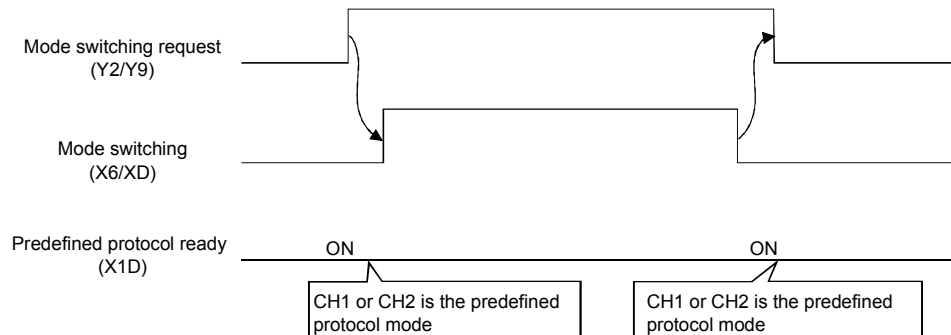 Mode switching request
(Y2/Y9)
Mode switching
(X6/XD)
Predefined protocol ready
(X1D)
ON
ON
CH1 or CH2 is the predefined
protocol mode
CH1 or CH2 is the predefined
protocol mode